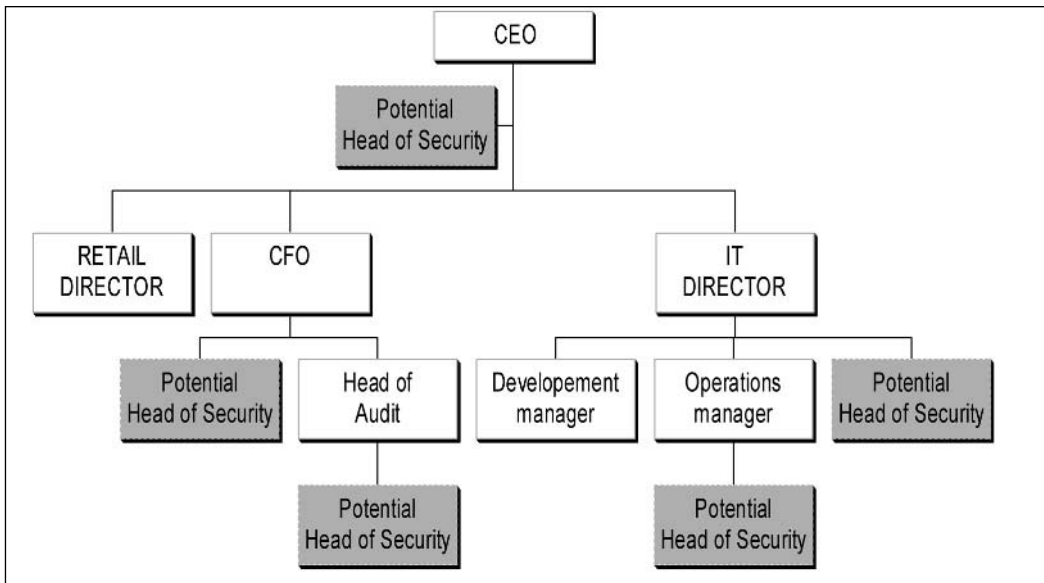 CEO
Potential
Head of Security
RETAIL
DIRECTOR
CFO
IT
DIRECTOR
Potential
Head of Security
Head of
Audit
Developement
manager
Operations
manager
Potential
Head of Security
Potential
Head of Security
Potential
Head of Security